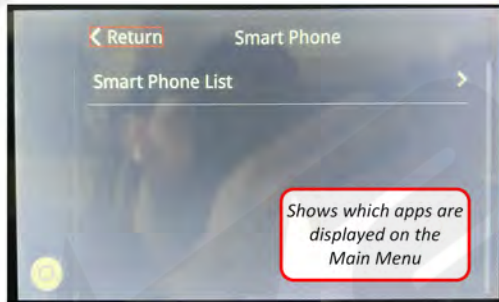 Return Smart Phone
Smart Phone List
Shows which apps are
displayed on the
Main Menu